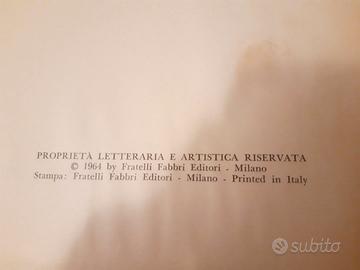 PROPRIETÀ LETTERARIA E ARTISTICA RISERVATA
© 1964 by Fratelli Fabbri Editori - Milano
Stampa: Fratelli Fabbri Editori - Milano - Printed in Italy
subito